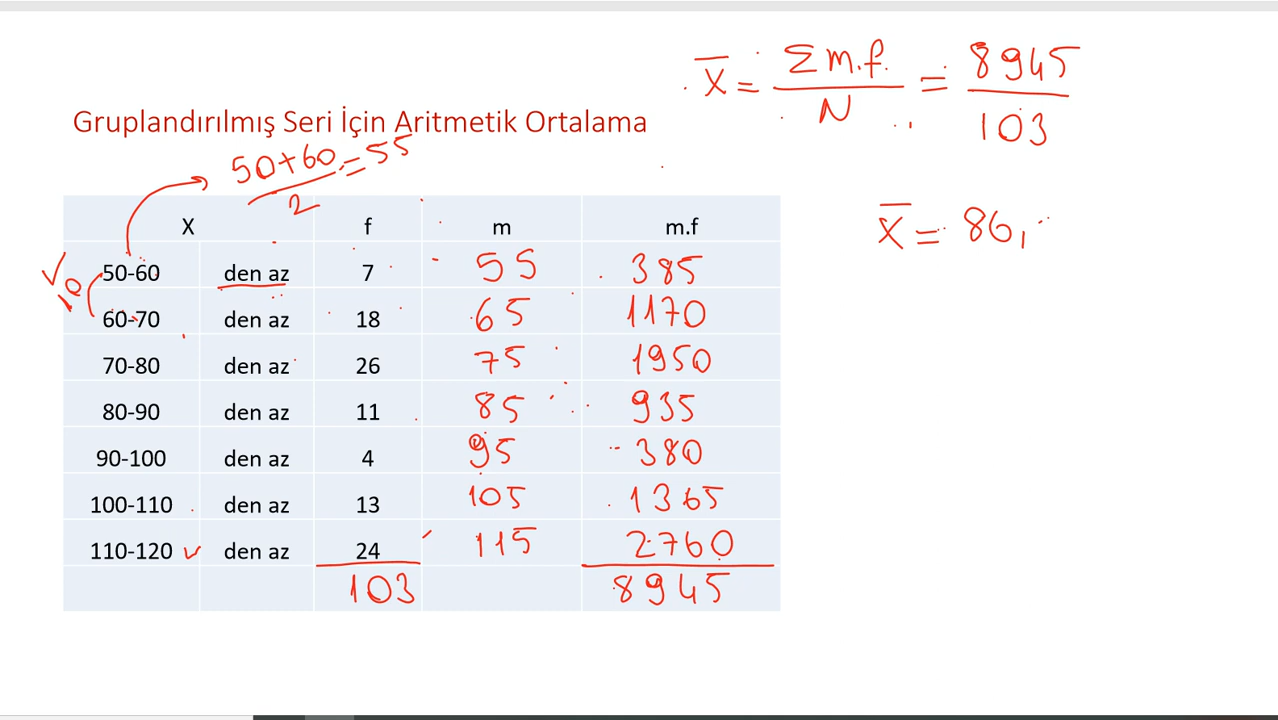 X̄ = Σ m.f. / N = 8945 / 103
Gruplandırılmış Seri İçin Aritmetik Ortalama
50+60 / 2 = 55
X̄ = 86,
X f m m.f
50-60 den az 7 55 385
10
60-70 den az 18 65 1170
70-80 den az 26 75 1950
80-90 den az 11 85 935
90-100 den az 4 95 380
100-110 den az 13 105 1365
110-120 den az 24 115 2760
103 8945